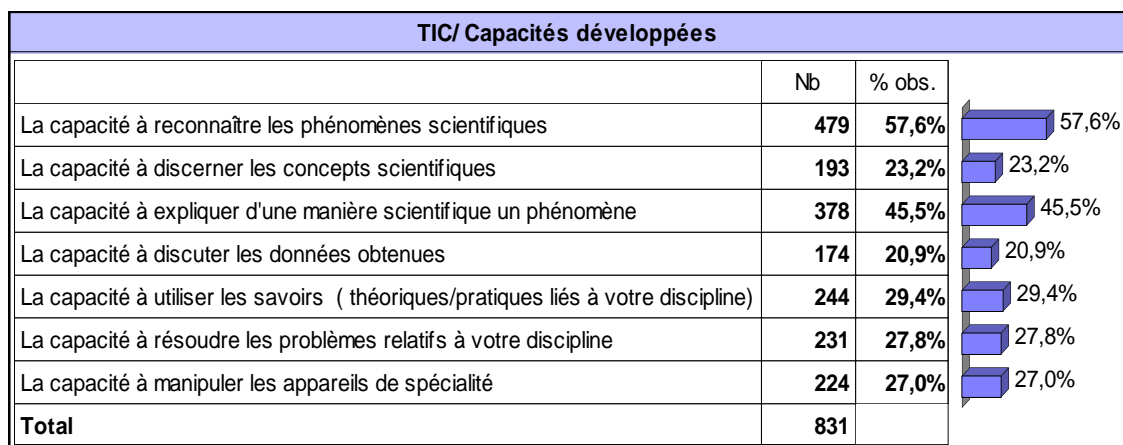 TIC/ Capacités développées
Nb % obs.
La capacité à reconnaître les phénomènes scientifiques 479 57,6% 57,6%
La capacité à discerner les concepts scientifiques 193 23,2% 23,2%
La capacité à expliquer d'une manière scientifique un phénomène 378 45,5% 45,5%
La capacité à discuter les données obtenues 174 20,9% 20,9%
La capacité à utiliser les savoirs ( théoriques/pratiques liés à votre discipline) 244 29,4% 29,4%
La capacité à résoudre les problèmes relatifs à votre discipline 231 27,8% 27,8%
La capacité à manipuler les appareils de spécialité 224 27,0% 27,0%
Total 831